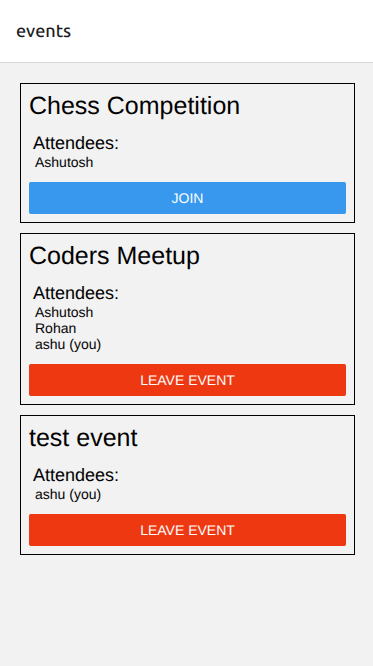 events
Chess Competition
Attendees:
Ashutosh
JOIN
Coders Meetup
Attendees:
Ashutosh
Rohan
ashu (you)
LEAVE EVENT
test event
Attendees:
ashu (you)
LEAVE EVENT